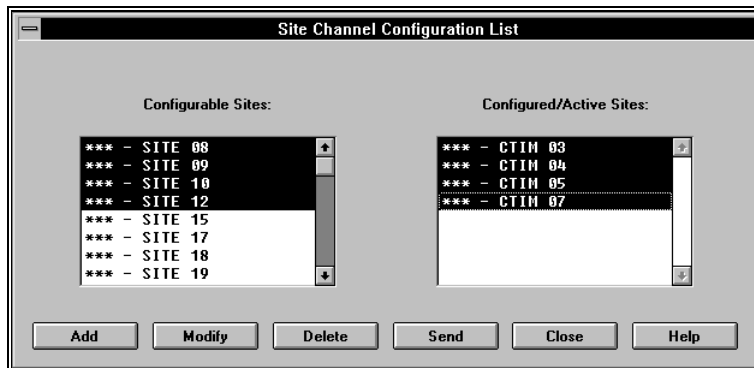 Site Channel Configuration List
Configurable Sites:
*** - SITE 08
*** - SITE 09
*** - SITE 10
*** - SITE 12
*** - SITE 15
*** - SITE 17
*** - SITE 18
*** - SITE 19
Configured/Active Sites:
*** - CTIM 03
*** - CTIM 04
*** - CTIM 05
*** - CTIM 07
Add Modify Delete Send Close Help